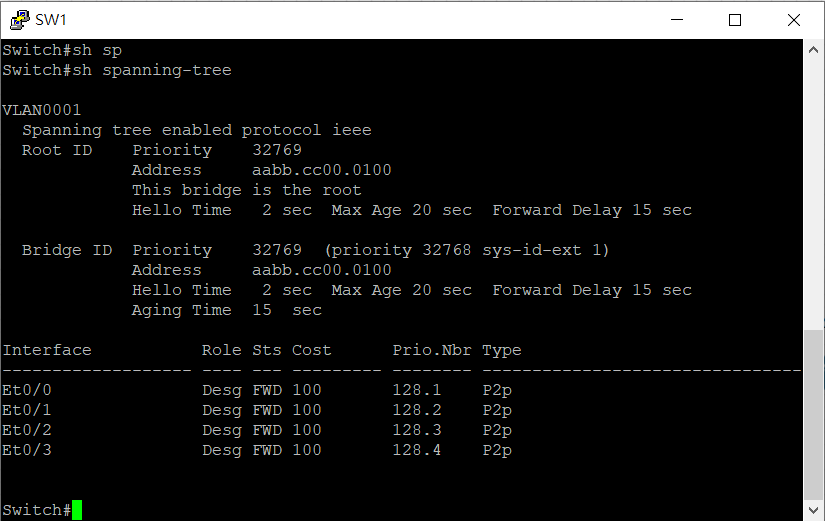 SW1
Switch#sh sp
Switch#sh spanning-tree
VLAN0001
  Spanning tree enabled protocol ieee
  Root ID    Priority    32769
             Address     aabb.cc00.0100
             This bridge is the root
             Hello Time   2 sec  Max Age 20 sec  Forward Delay 15 sec
  Bridge ID  Priority    32769  (priority 32768 sys-id-ext 1)
             Address     aabb.cc00.0100
             Hello Time   2 sec  Max Age 20 sec  Forward Delay 15 sec
             Aging Time  15  sec
Interface           Role Sts Cost      Prio.Nbr Type
------------------- ---- --- --------- -------- --------------------------------
Et0/0               Desg FWD 100       128.1    P2p
Et0/1               Desg FWD 100       128.2    P2p
Et0/2               Desg FWD 100       128.3    P2p
Et0/3               Desg FWD 100       128.4    P2p
Switch#